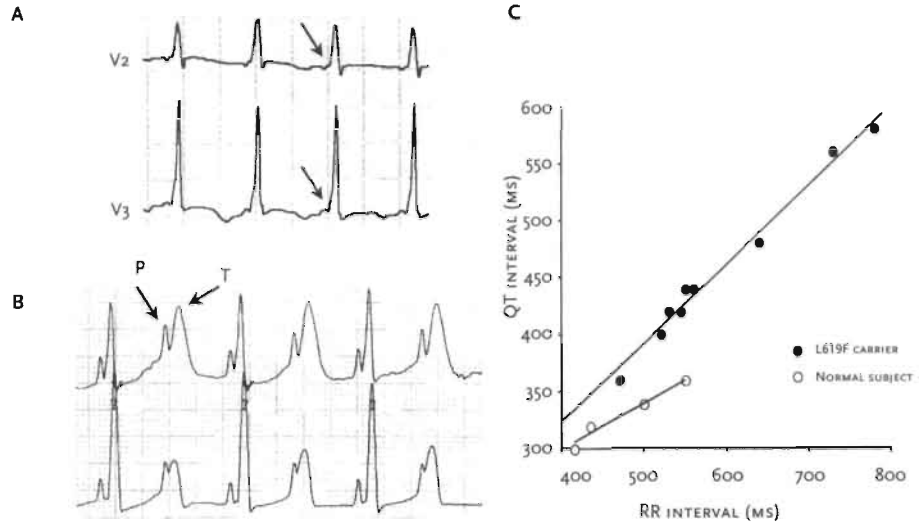 A
V2
V3
B
P
T
C
QT INTERVAL (MS)
600
550
500
450
400
350
300
400
500
600
700
800
RR INTERVAL (MS)
L619F CARRIER
NORMAL SUBJECT